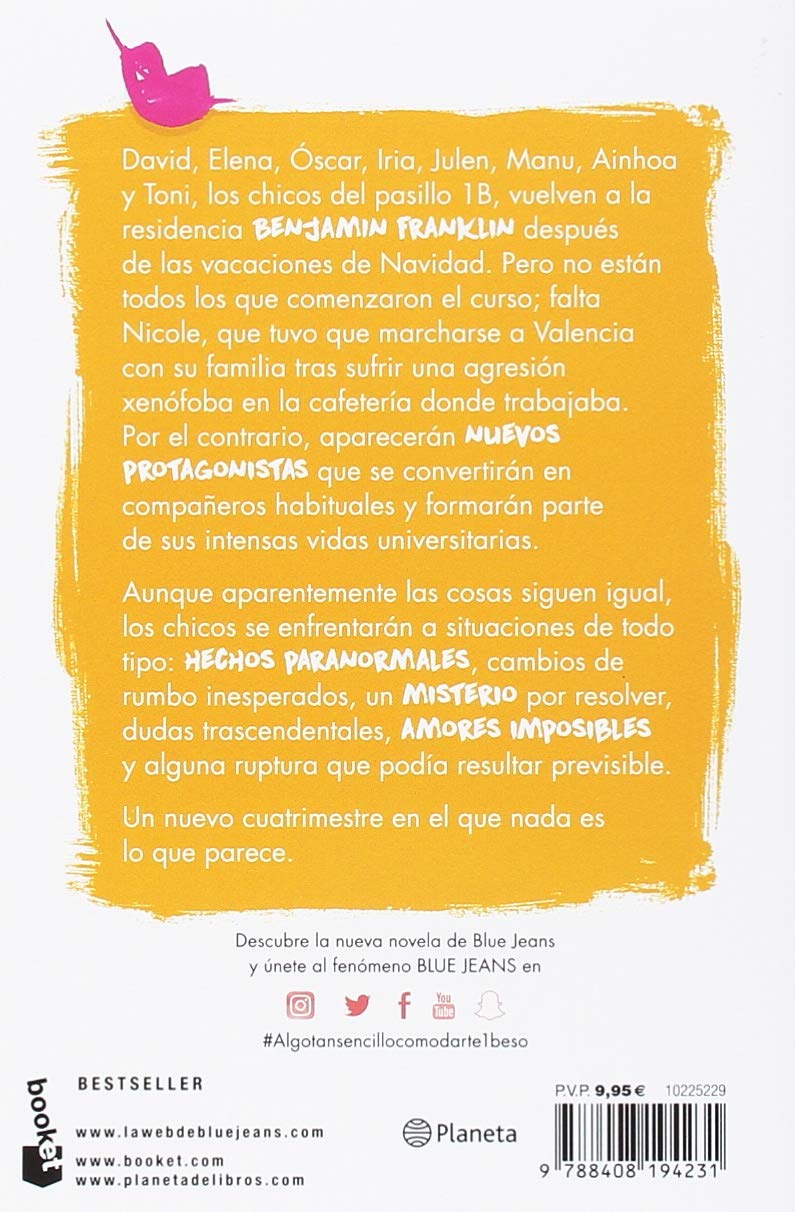 David, Elena, Óscar, Iria, Julen, Manu, Ainhoa
y Toni, los chicos del pasillo 1B, vuelven a la
residencia BENJAMIN FRANKLIN después
de las vacaciones de Navidad. Pero no están
todos los que comenzaron el curso; falta
Nicole, que tuvo que marcharse a Valencia
con su familia tras sufrir una agresión
xenófoba en la cafetería donde trabajaba.
Por el contrario, aparecerán NUEVOS
PROTAGONISTAS que se convertirán en
compañeros habituales y formarán parte
de sus intensas vidas universitarias.
Aunque aparentemente las cosas siguen igual,
los chicos se enfrentarán a situaciones de todo
tipo: HECHOS PARANORMALES, cambios de
rumbo inesperados, un MISTERIO por resolver,
dudas trascendentales, AMORES IMPOSIBLES
y alguna ruptura que podía resultar previsible.
Un nuevo cuatrimestre en el que nada es
lo que parece.
Descubre la nueva novela de Blue Jeans
y únete al fenómeno BLUE JEANS en
You
Tube
#Algotansencillocomodarte1beso
booket
BESTSELLER
www.lawebdebluejeans.com
www.booket.com
www.planetadelibros.com
Planeta
P.V.P. 9,95 € 10225229
9 788408 194231